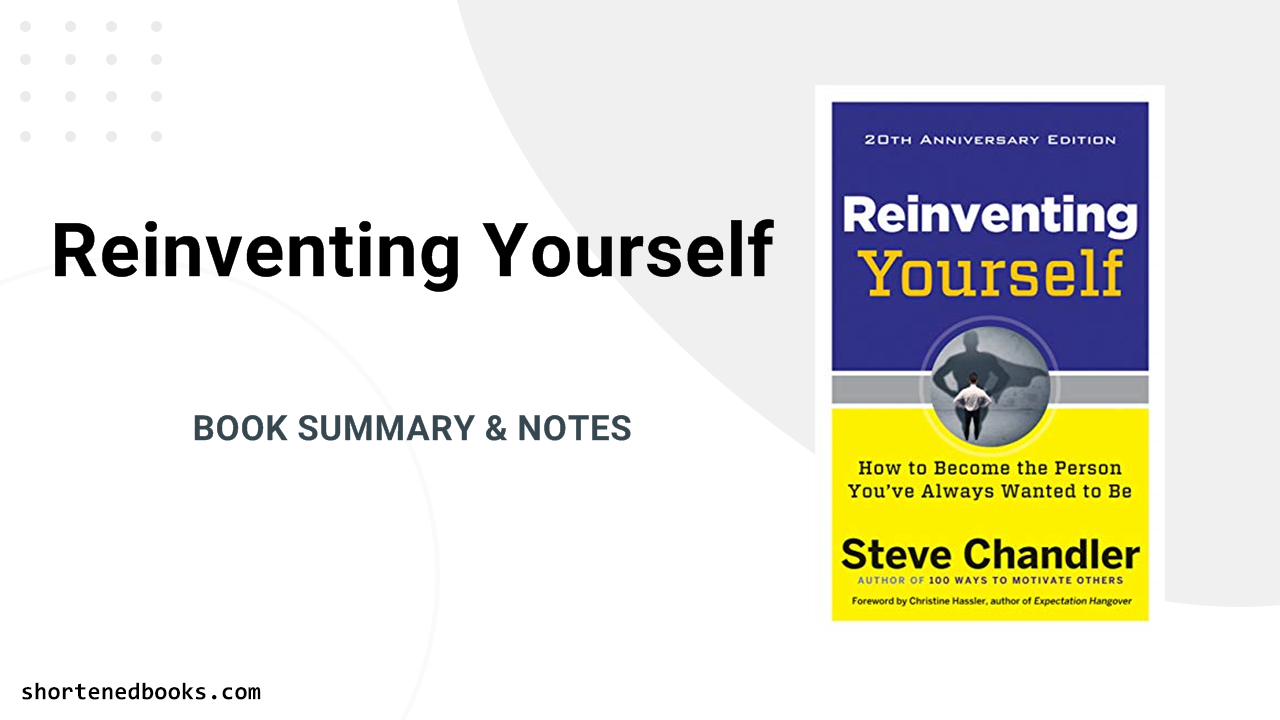 Reinventing Yourself
BOOK SUMMARY & NOTES
shortenedbooks.com
20TH ANNIVERSARY EDITION
Reinventing
Yourself
How to Become the Person
You've Always Wanted to Be
Steve Chandler
AUTHOR OF 100 WAYS TO MOTIVATE OTHERS
Foreword by Christine Hassler, author of Expectation Hangover